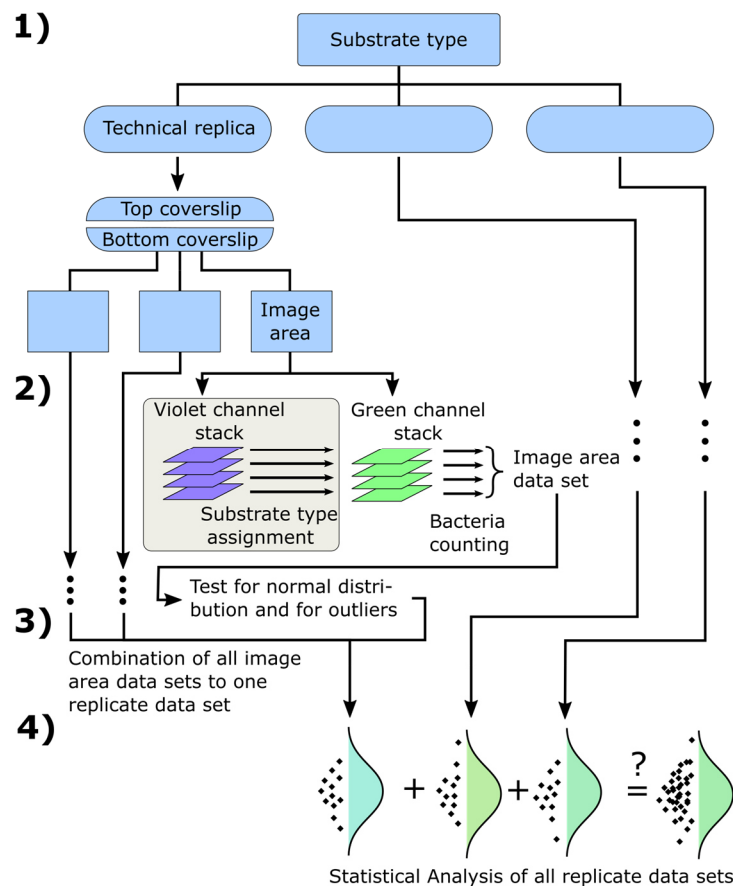 1)
Substrate type
Technical replica
Top coverslip
Bottom coverslip
Image
area
2)
Violet channel
stack
Green channel
stack
Substrate type
assignment
Image area
data set
Bacteria
counting
Test for normal distri-
bution and for outliers
3)
Combination of all image
area data sets to one
replicate data set
4)
+
+
?
=
Statistical Analysis of all replicate data sets